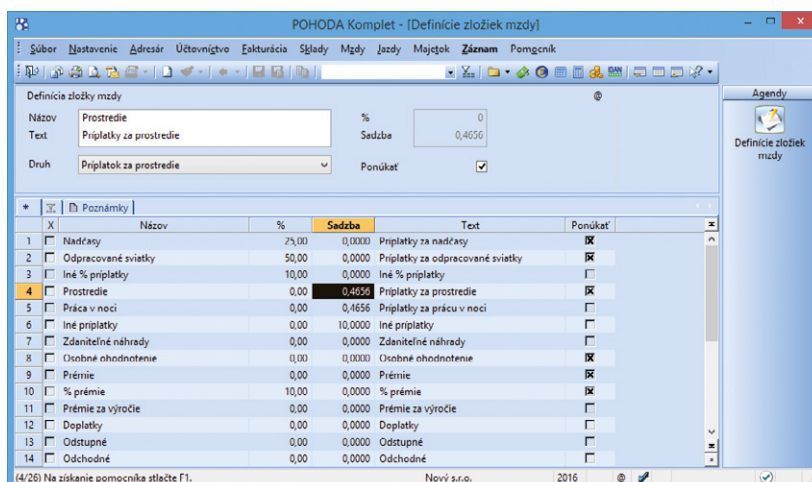 POHODA Komplet - [Definície zložiek mzdy]
Súbor Nastavenie Adresár Účtovníctvo Fakturácia Sklady Mzdy Jazdy Majetok Záznam Pomocník
Definícia zložky mzdy @ Agendy
Názov Prostredie % 0
Text Príplatky za prostredie Sadzba 0,4656
Definície zložiek mzdy
Druh Príplatok za prostredie Ponúkať
* Poznámky
X Názov % Sadzba Text Ponúkať
1 Nadčasy 25,00 0,0000 Príplatky za nadčasy
2 Odpracované sviatky 50,00 0,0000 Príplatky za odpracované sviatky
3 Iné % príplatky 10,00 0,0000 Iné % príplatky
4 Prostredie 0,00 0,4656 Príplatky za prostredie
5 Práca v noci 0,00 0,4656 Príplatky za prácu v noci
6 Iné príplatky 0,00 10,0000 Iné príplatky
7 Zdaniteľné náhrady 0,00 0,0000 Zdaniteľné náhrady
8 Osobné ohodnotenie 0,00 0,0000 Osobné ohodnotenie
9 Prémie 0,00 0,0000 Prémie
10 % prémie 10,00 0,0000 % prémie
11 Prémie za výročie 0,00 0,0000 Prémie za výročie
12 Doplatky 0,00 0,0000 Doplatky
13 Odstupné 0,00 0,0000 Odstupné
14 Odchodné 0,00 0,0000 Odchodné
(4/26) Na získanie pomocníka stlačte F1. Nový s.r.o. 2016 @